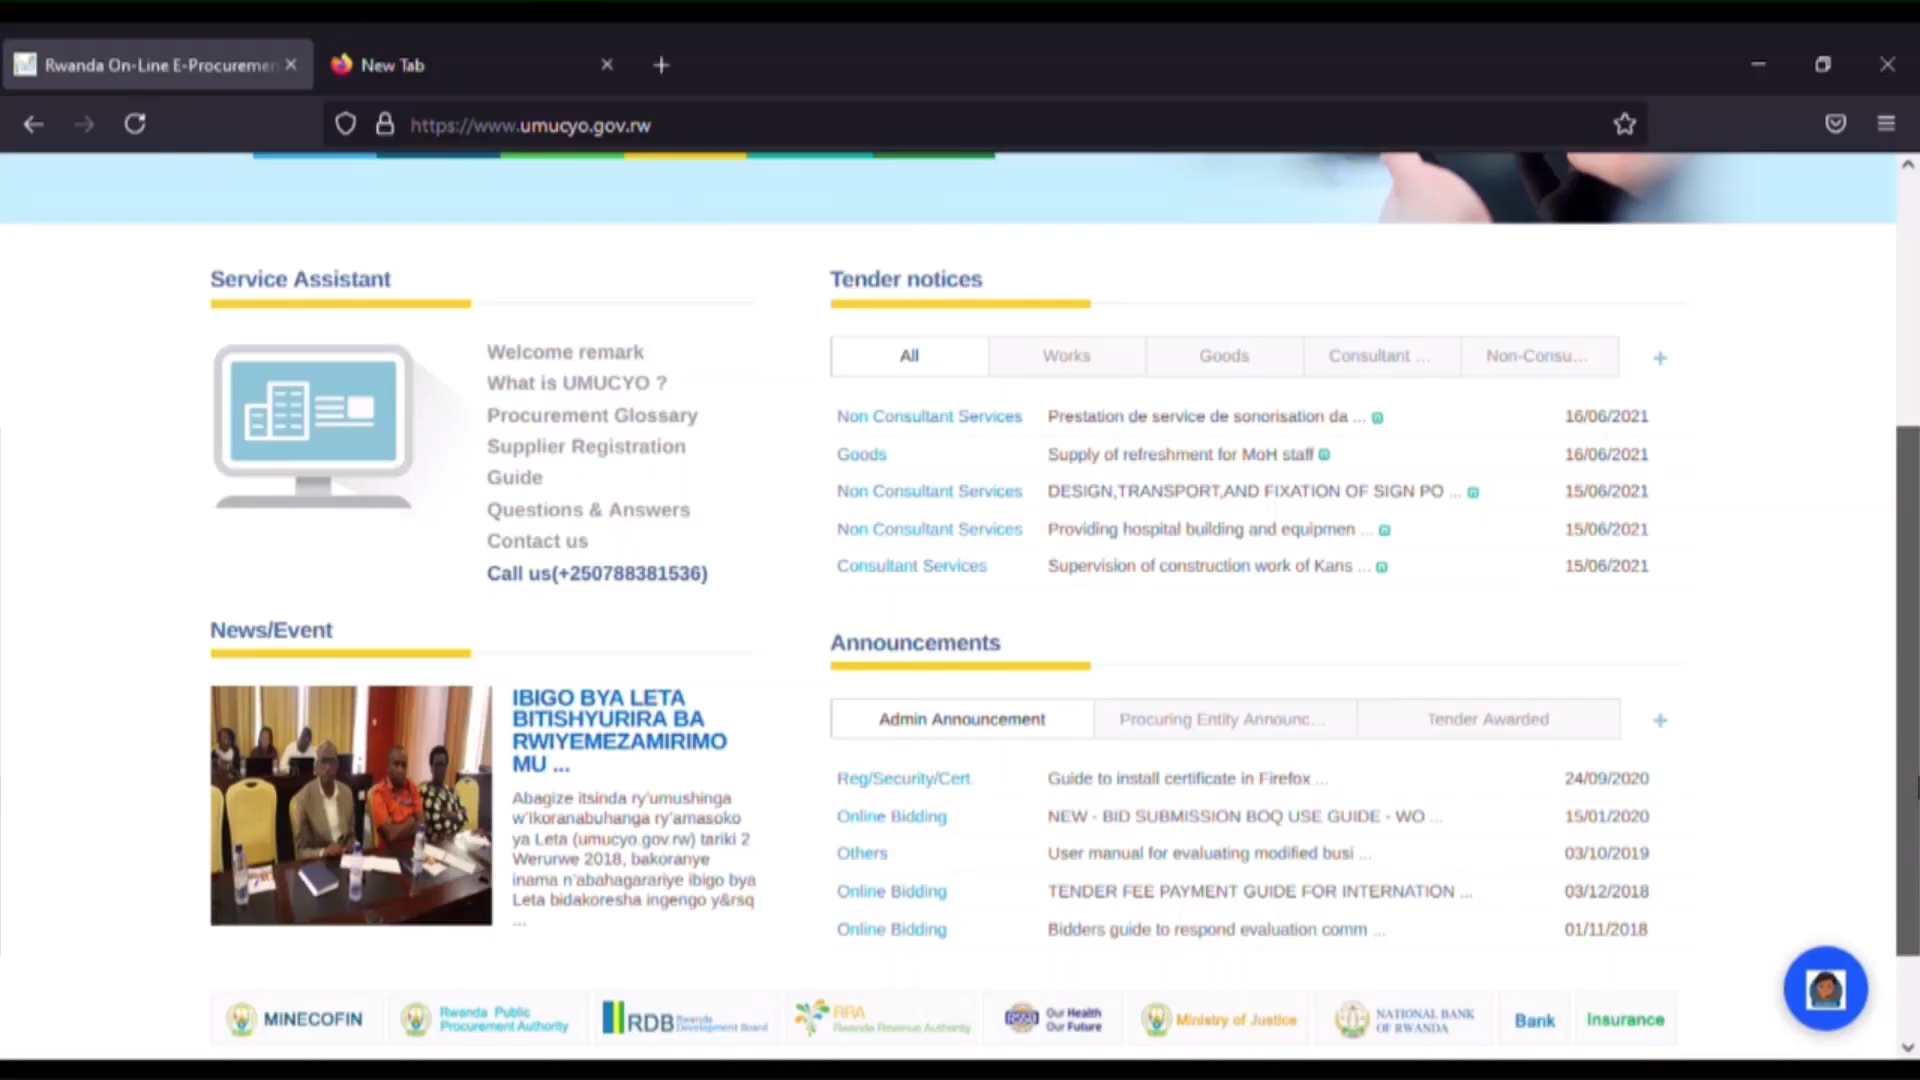 Rwanda On-Line E-Procuremen
New Tab
https://www.umucyo.gov.rw
Service Assistant
Welcome remark
What is UMUCYO ?
Procurement Glossary
Supplier Registration
Guide
Questions & Answers
Contact us
Call us(+250788381536)
Tender notices
All Works Goods Consultant ... Non-Consu...
Non Consultant Services Prestation de service de sonorisation da ... 16/06/2021
Goods Supply of refreshment for MoH staff 16/06/2021
Non Consultant Services DESIGN,TRANSPORT,AND FIXATION OF SIGN PO ... 15/06/2021
Non Consultant Services Providing hospital building and equipmen ... 15/06/2021
Consultant Services Supervision of construction work of Kans ... 15/06/2021
News/Event
IBIGO BYA LETA
BITISHYURIRA BA
RWIYEMEZAMIRIMO
MU ...
Abagize itsinda ry'umushinga
w'Ikoranabuhanga ry'amasoko
ya Leta (umucyo.gov.rw) tariki 2
Werurwe 2018, bakoranye
inama n'abahagarariye ibigo bya
Leta bidakoresha ingengo y&rsq
...
Announcements
Admin Announcement Procuring Entity Announc... Tender Awarded
Reg/Security/Cert. Guide to install certificate in Firefox ... 24/09/2020
Online Bidding NEW - BID SUBMISSION BOQ USE GUIDE - WO ... 15/01/2020
Others User manual for evaluating modified busi ... 03/10/2019
Online Bidding TENDER FEE PAYMENT GUIDE FOR INTERNATION ... 03/12/2018
Online Bidding Bidders guide to respond evaluation comm ... 01/11/2018
MINECOFIN
Rwanda Public
Procurement Authority
RDB Rwanda
Development Board
RRA
Rwanda Revenue Authority
Our Health
Our Future
Ministry of Justice
NATIONAL BANK
OF RWANDA
Bank
Insurance